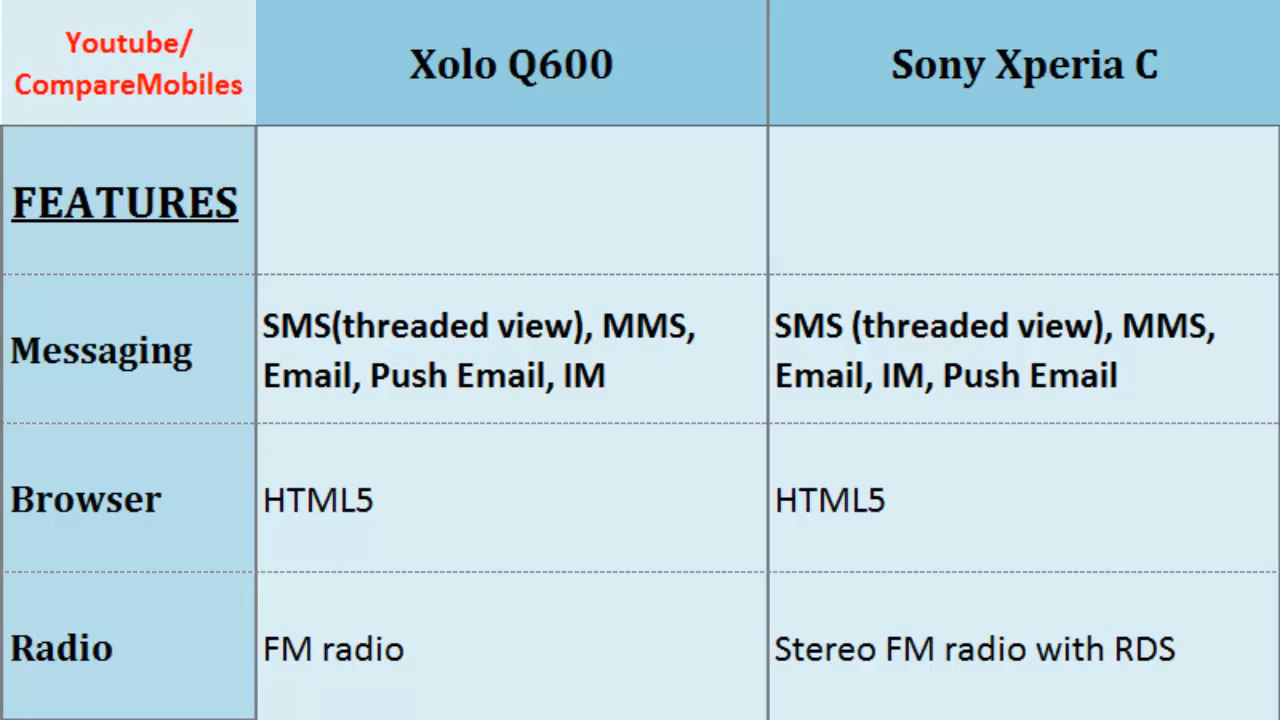 Youtube/
CompareMobiles
Xolo Q600
Sony Xperia C
FEATURES
Messaging
SMS(threaded view), MMS,
Email, Push Email, IM
SMS (threaded view), MMS,
Email, IM, Push Email
Browser
HTML5
HTML5
Radio
FM radio
Stereo FM radio with RDS